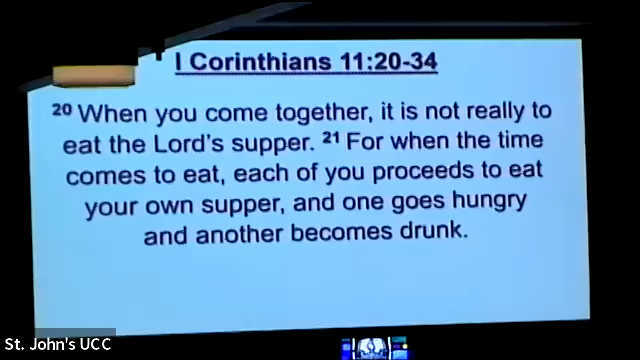 I Corinthians 11:20-34
20 When you come together, it is not really to
eat the Lord's supper. 21 For when the time
comes to eat, each of you proceeds to eat
your own supper, and one goes hungry
and another becomes drunk.
St. John's UCC